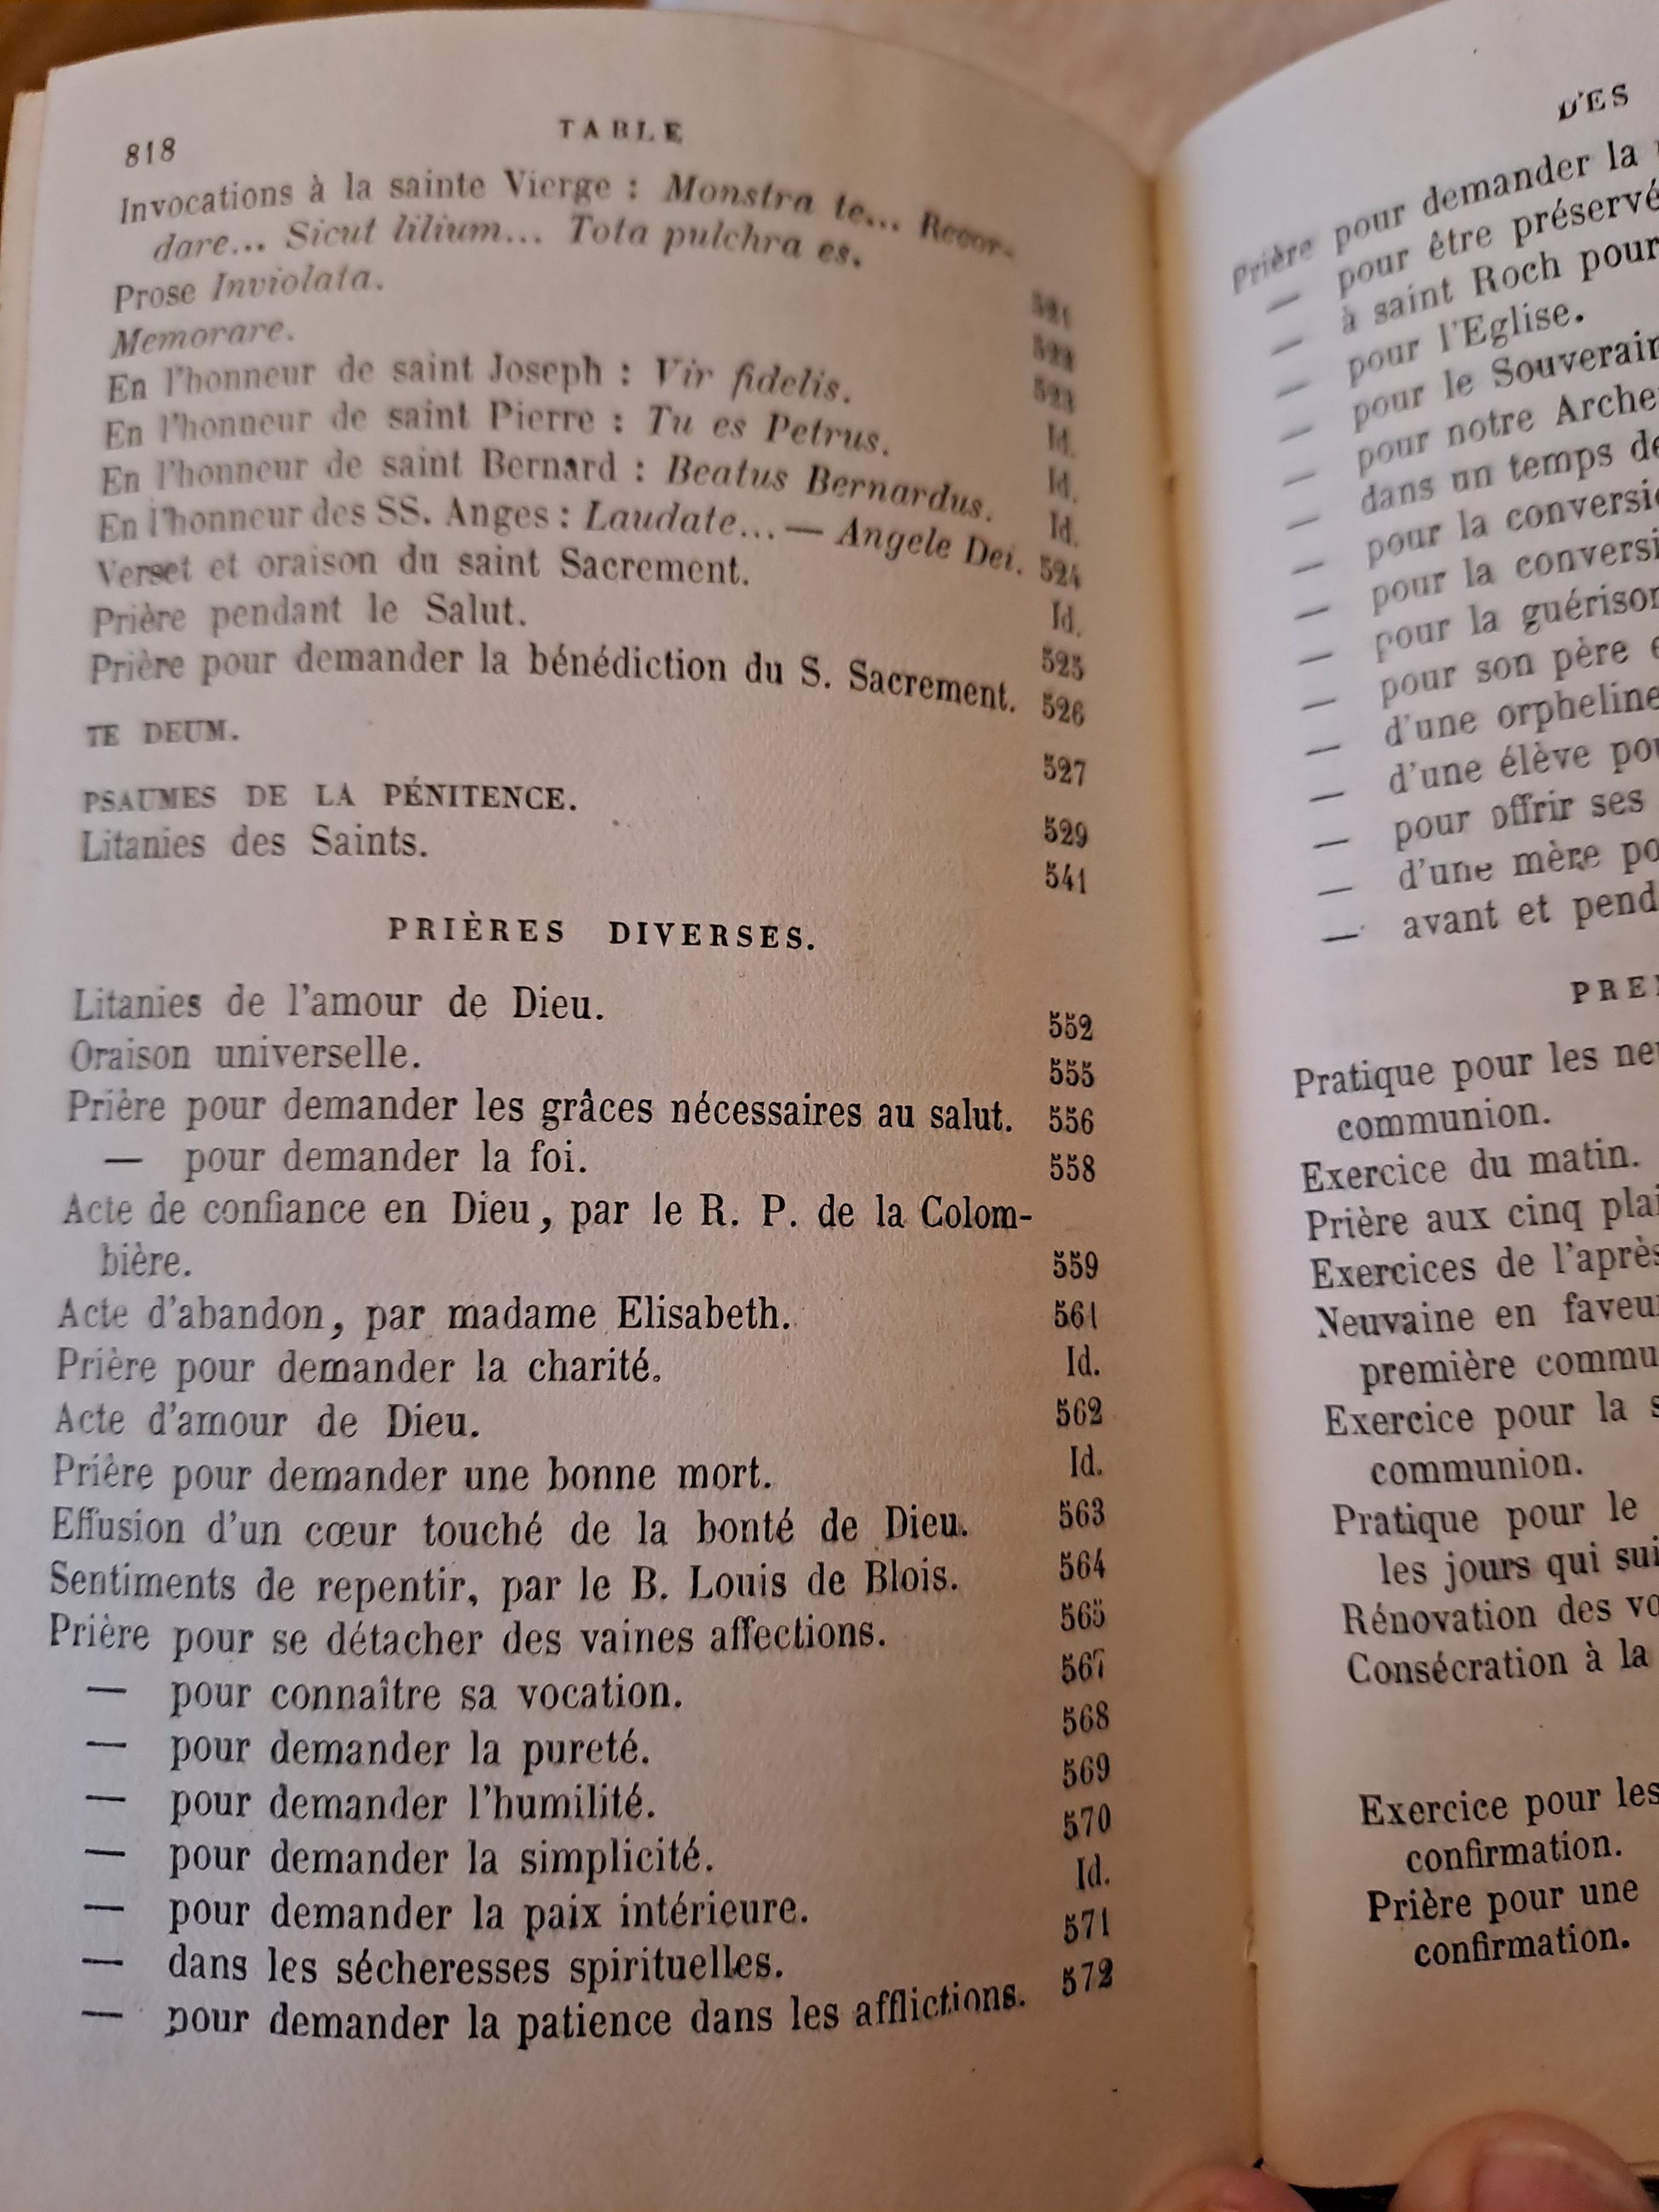 818 TABLE
Invocations à la sainte Vierge : Monstra te... Recor-
dare... Sicut lilium... Tota pulchra es. 521
Prose Inviolata. 522
Memorare. 523
En l'honneur de saint Joseph : Vir fidelis. Id.
En l'honneur de saint Pierre : Tu es Petrus. Id.
En l'honneur de saint Bernard : Beatus Bernardus. Id.
En l'honneur des SS. Anges : Laudate... — Angele Dei. 524
Verset et oraison du saint Sacrement. Id.
Prière pendant le Salut. 525
Prière pour demander la bénédiction du S. Sacrement. 526
TE DEUM. 527
PSAUMES DE LA PÉNITENCE. 529
Litanies des Saints. 541
PRIÈRES DIVERSES.
Litanies de l'amour de Dieu. 552
Oraison universelle. 555
Prière pour demander les grâces nécessaires au salut. 556
— pour demander la foi. 558
Acte de confiance en Dieu, par le R. P. de la Colom-
bière. 559
Acte d'abandon, par madame Elisabeth. 561
Prière pour demander la charité. Id.
Acte d'amour de Dieu. 562
Prière pour demander une bonne mort. Id.
Effusion d'un cœur touché de la bonté de Dieu. 563
Sentiments de repentir, par le B. Louis de Blois. 564
Prière pour se détacher des vaines affections. 565
— pour connaître sa vocation. 567
— pour demander la pureté. 568
— pour demander l'humilité. 569
— pour demander la simplicité. 570
— pour demander la paix intérieure. Id.
— dans les sécheresses spirituelles. 571
— pour demander la patience dans les afflictions. 572
DES
Prière pour demander la
— pour être préservé
— à saint Roch pour
— pour l'Eglise.
— pour le Souverain
— pour notre Arche
— dans un temps de
— pour la conversi
— pour la conversi
— pour la guérison
— pour son père
— d'une orpheline
— d'une élève pou
— pour offrir ses
— d'une mère po
— avant et pend
PRE
Pratique pour les neu
communion.
Exercice du matin.
Prière aux cinq plai
Exercices de l'après
Neuvaine en faveur
première commu
Exercice pour la s
communion.
Pratique pour le
les jours qui sui
Rénovation des vo
Consécration à la
Exercice pour les
confirmation.
Prière pour une
confirmation.